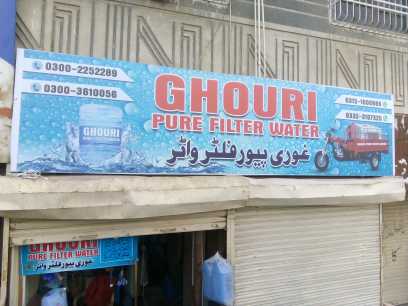 0300-2252289
0300-3610056
GHOURI
PURE FILTER WATER
غوری پیور فلٹر واٹر
GHOURI
GHOURI
PURE FILTER WATER
غوری پیور فلٹر واٹر